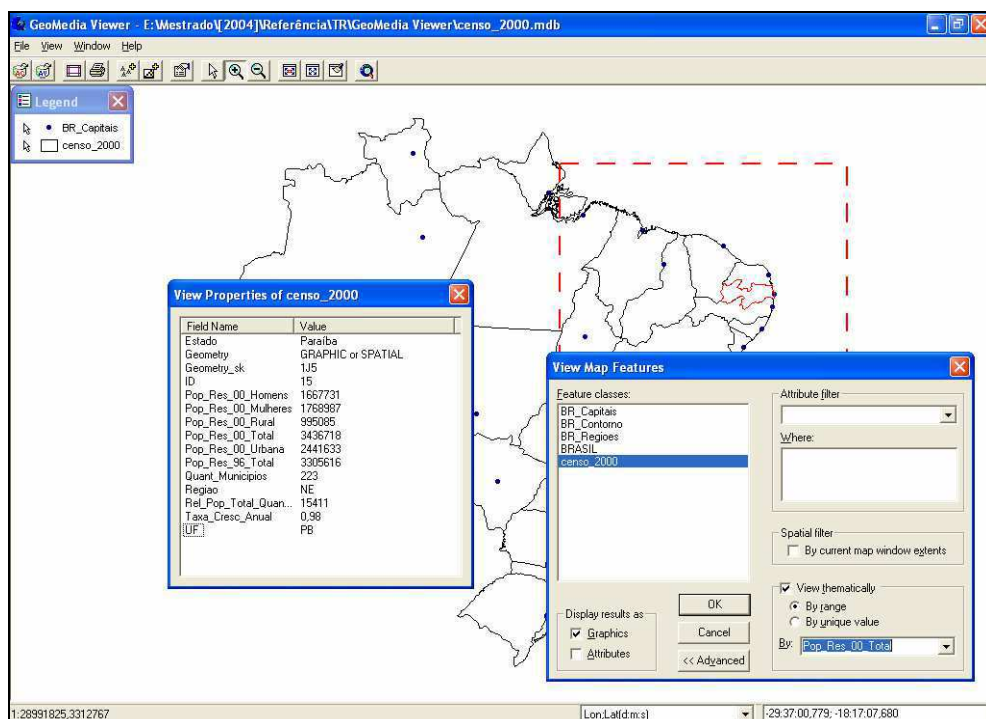 GeoMedia Viewer - E:\Mestrado\[2004]\Referência\TR\GeoMedia Viewer\censo_2000.mdb
File View Window Help
Legend
BR_Capitais
censo_2000
View Properties of censo_2000
Field Name Value
Estado Paraíba
Geometry GRAPHIC or SPATIAL
Geometry_sk 1J5
ID 15
Pop_Res_00_Homens 1667731
Pop_Res_00_Mulheres 1768987
Pop_Res_00_Rural 995085
Pop_Res_00_Total 3436718
Pop_Res_00_Urbana 2441633
Pop_Res_96_Total 3305616
Quant_Municipios 223
Regiao NE
Rel_Pop_Total_Quan... 15411
Taxa_Cresc_Anual 0,98
UF PB
View Map Features
Feature classes:
BR_Capitais
BR_Contorno
BR_Regioes
BRASIL
censo_2000
Display results as
Graphics
Attributes
OK
Cancel
<< Advanced
Attribute filter
Where:
Spatial filter
By current map window extents
View thematically
By range
By unique value
By: Pop_Res_00_Total
1:28991825,3312767
Lon;Lat(d:m:s)
-29:37:00,779; -18:17:07,680